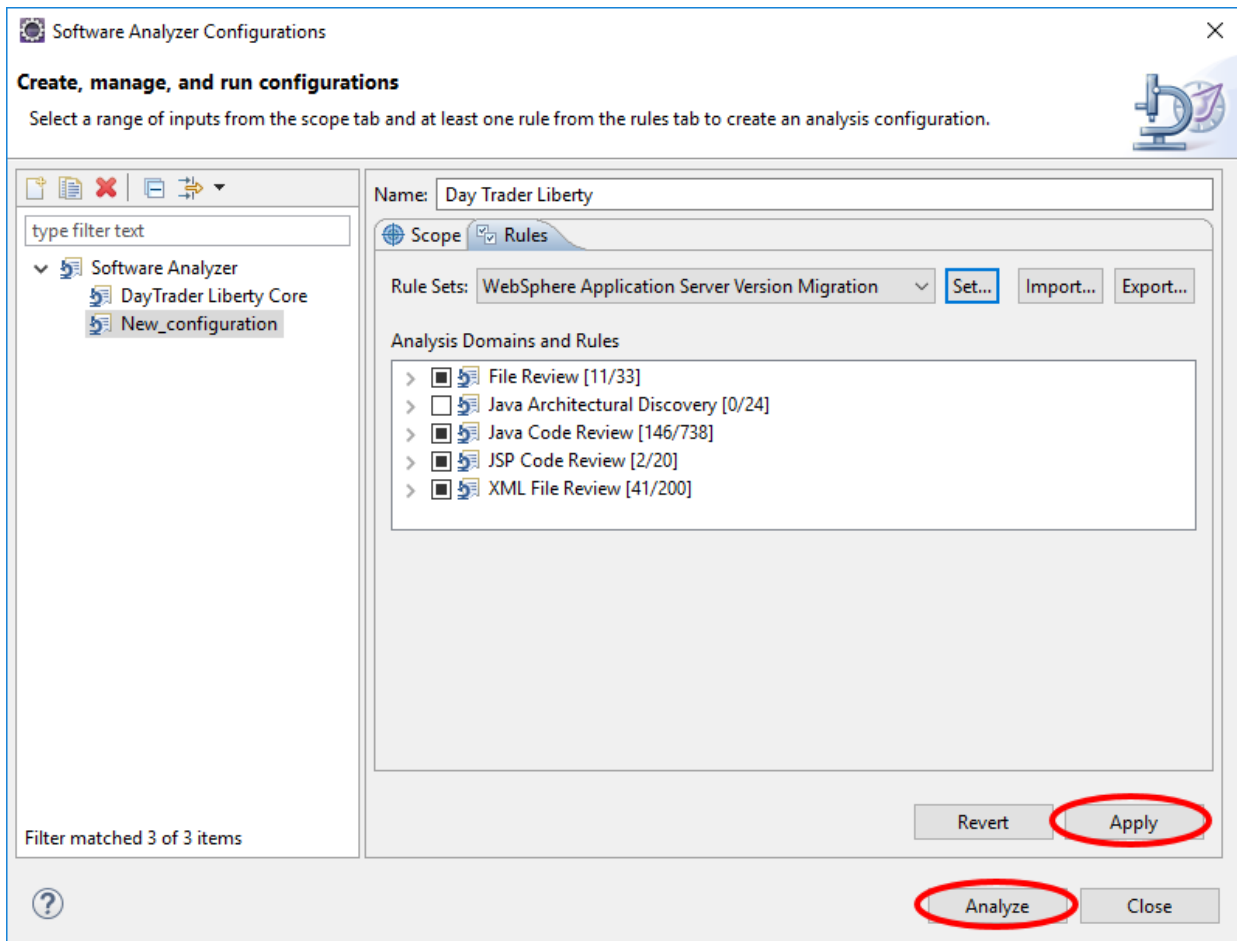 Software Analyzer Configurations
Create, manage, and run configurations
Select a range of inputs from the scope tab and at least one rule from the rules tab to create an analysis configuration.
type filter text
Software Analyzer
DayTrader Liberty Core
New_configuration
Filter matched 3 of 3 items
Name: Day Trader Liberty
Scope Rules
Rule Sets: WebSphere Application Server Version Migration Set... Import... Export...
Analysis Domains and Rules
File Review [11/33]
Java Architectural Discovery [0/24]
Java Code Review [146/738]
JSP Code Review [2/20]
XML File Review [41/200]
Revert Apply
Analyze Close